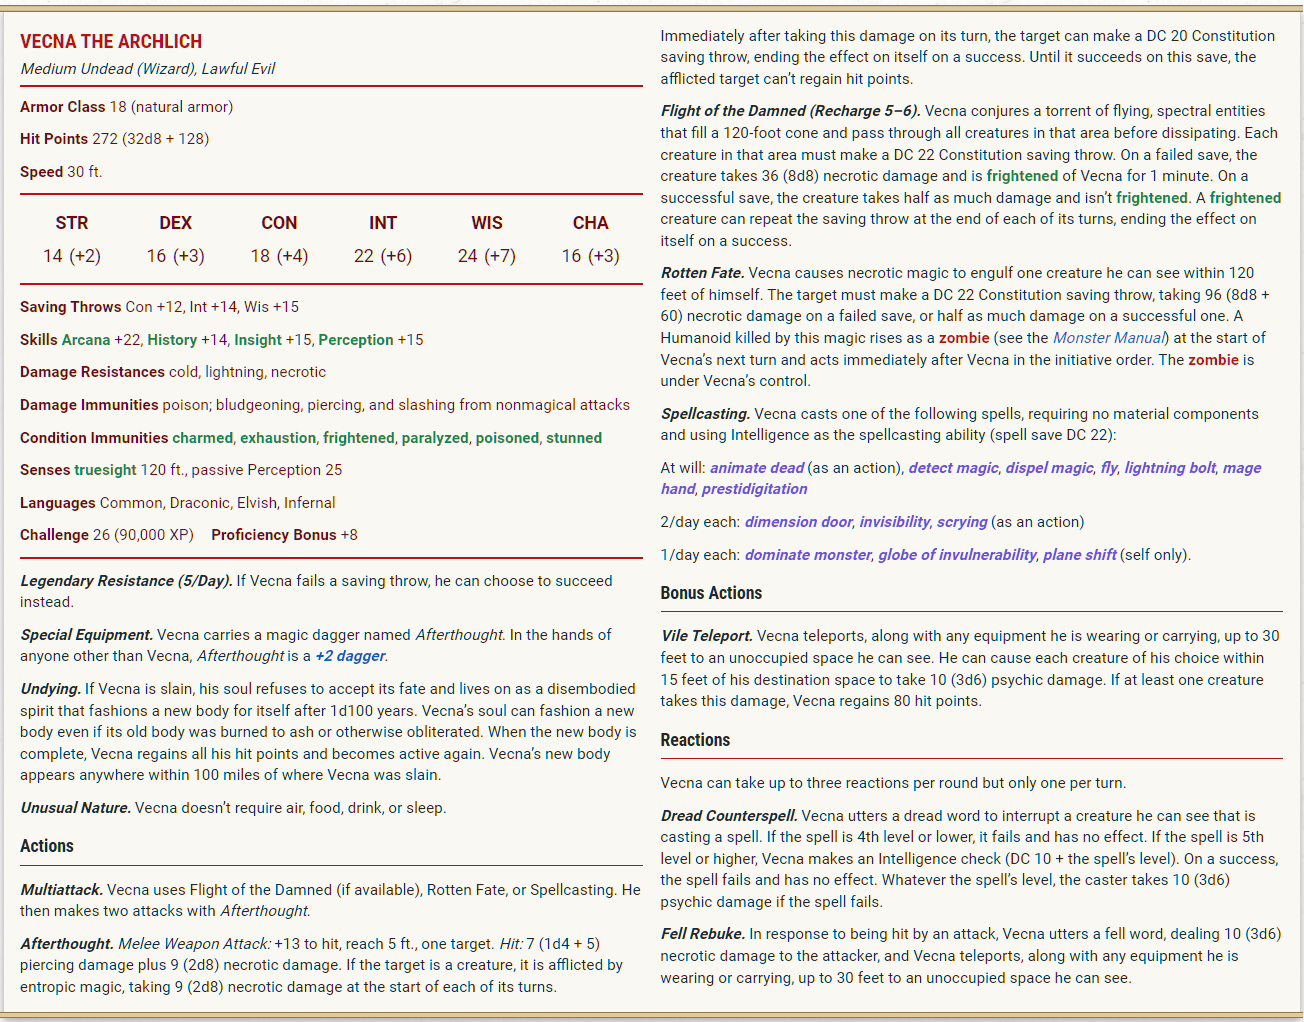 VECNA THE ARCHLICH
Medium Undead (Wizard), Lawful Evil
Armor Class 18 (natural armor)
Hit Points 272 (32d8 + 128)
Speed 30 ft.
STR DEX CON INT WIS CHA
14 (+2) 16 (+3) 18 (+4) 22 (+6) 24 (+7) 16 (+3)
Saving Throws Con +12, Int +14, Wis +15
Skills Arcana +22, History +14, Insight +15, Perception +15
Damage Resistances cold, lightning, necrotic
Damage Immunities poison; bludgeoning, piercing, and slashing from nonmagical attacks
Condition Immunities charmed, exhaustion, frightened, paralyzed, poisoned, stunned
Senses truesight 120 ft., passive Perception 25
Languages Common, Draconic, Elvish, Infernal
Challenge 26 (90,000 XP) Proficiency Bonus +8
Legendary Resistance (5/Day). If Vecna fails a saving throw, he can choose to succeed
instead.
Special Equipment. Vecna carries a magic dagger named Afterthought. In the hands of
anyone other than Vecna, Afterthought is a +2 dagger.
Undying. If Vecna is slain, his soul refuses to accept its fate and lives on as a disembodied
spirit that fashions a new body for itself after 1d100 years. Vecna's soul can fashion a new
body even if its old body was burned to ash or otherwise obliterated. When the new body is
complete, Vecna regains all his hit points and becomes active again. Vecna's new body
appears anywhere within 100 miles of where Vecna was slain.
Unusual Nature. Vecna doesn't require air, food, drink, or sleep.
Actions
Multiattack. Vecna uses Flight of the Damned (if available), Rotten Fate, or Spellcasting. He
then makes two attacks with Afterthought.
Afterthought. Melee Weapon Attack: +13 to hit, reach 5 ft., one target. Hit: 7 (1d4 + 5)
piercing damage plus 9 (2d8) necrotic damage. If the target is a creature, it is afflicted by
entropic magic, taking 9 (2d8) necrotic damage at the start of each of its turns.
Immediately after taking this damage on its turn, the target can make a DC 20 Constitution
saving throw, ending the effect on itself on a success. Until it succeeds on this save, the
afflicted target can't regain hit points.
Flight of the Damned (Recharge 5–6). Vecna conjures a torrent of flying, spectral entities
that fill a 120-foot cone and pass through all creatures in that area before dissipating. Each
creature in that area must make a DC 22 Constitution saving throw. On a failed save, the
creature takes 36 (8d8) necrotic damage and is frightened of Vecna for 1 minute. On a
successful save, the creature takes half as much damage and isn't frightened. A frightened
creature can repeat the saving throw at the end of each of its turns, ending the effect on
itself on a success.
Rotten Fate. Vecna causes necrotic magic to engulf one creature he can see within 120
feet of himself. The target must make a DC 22 Constitution saving throw, taking 96 (8d8 +
60) necrotic damage on a failed save, or half as much damage on a successful one. A
Humanoid killed by this magic rises as a zombie (see the Monster Manual) at the start of
Vecna's next turn and acts immediately after Vecna in the initiative order. The zombie is
under Vecna's control.
Spellcasting. Vecna casts one of the following spells, requiring no material components
and using Intelligence as the spellcasting ability (spell save DC 22):
At will: animate dead (as an action), detect magic, dispel magic, fly, lightning bolt, mage
hand, prestidigitation
2/day each: dimension door, invisibility, scrying (as an action)
1/day each: dominate monster, globe of invulnerability, plane shift (self only).
Bonus Actions
Vile Teleport. Vecna teleports, along with any equipment he is wearing or carrying, up to 30
feet to an unoccupied space he can see. He can cause each creature of his choice within
15 feet of his destination space to take 10 (3d6) psychic damage. If at least one creature
takes this damage, Vecna regains 80 hit points.
Reactions
Vecna can take up to three reactions per round but only one per turn.
Dread Counterspell. Vecna utters a dread word to interrupt a creature he can see that is
casting a spell. If the spell is 4th level or lower, it fails and has no effect. If the spell is 5th
level or higher, Vecna makes an Intelligence check (DC 10 + the spell's level). On a success,
the spell fails and has no effect. Whatever the spell's level, the caster takes 10 (3d6)
psychic damage if the spell fails.
Fell Rebuke. In response to being hit by an attack, Vecna utters a fell word, dealing 10 (3d6)
necrotic damage to the attacker, and Vecna teleports, along with any equipment he is
wearing or carrying, up to 30 feet to an unoccupied space he can see.